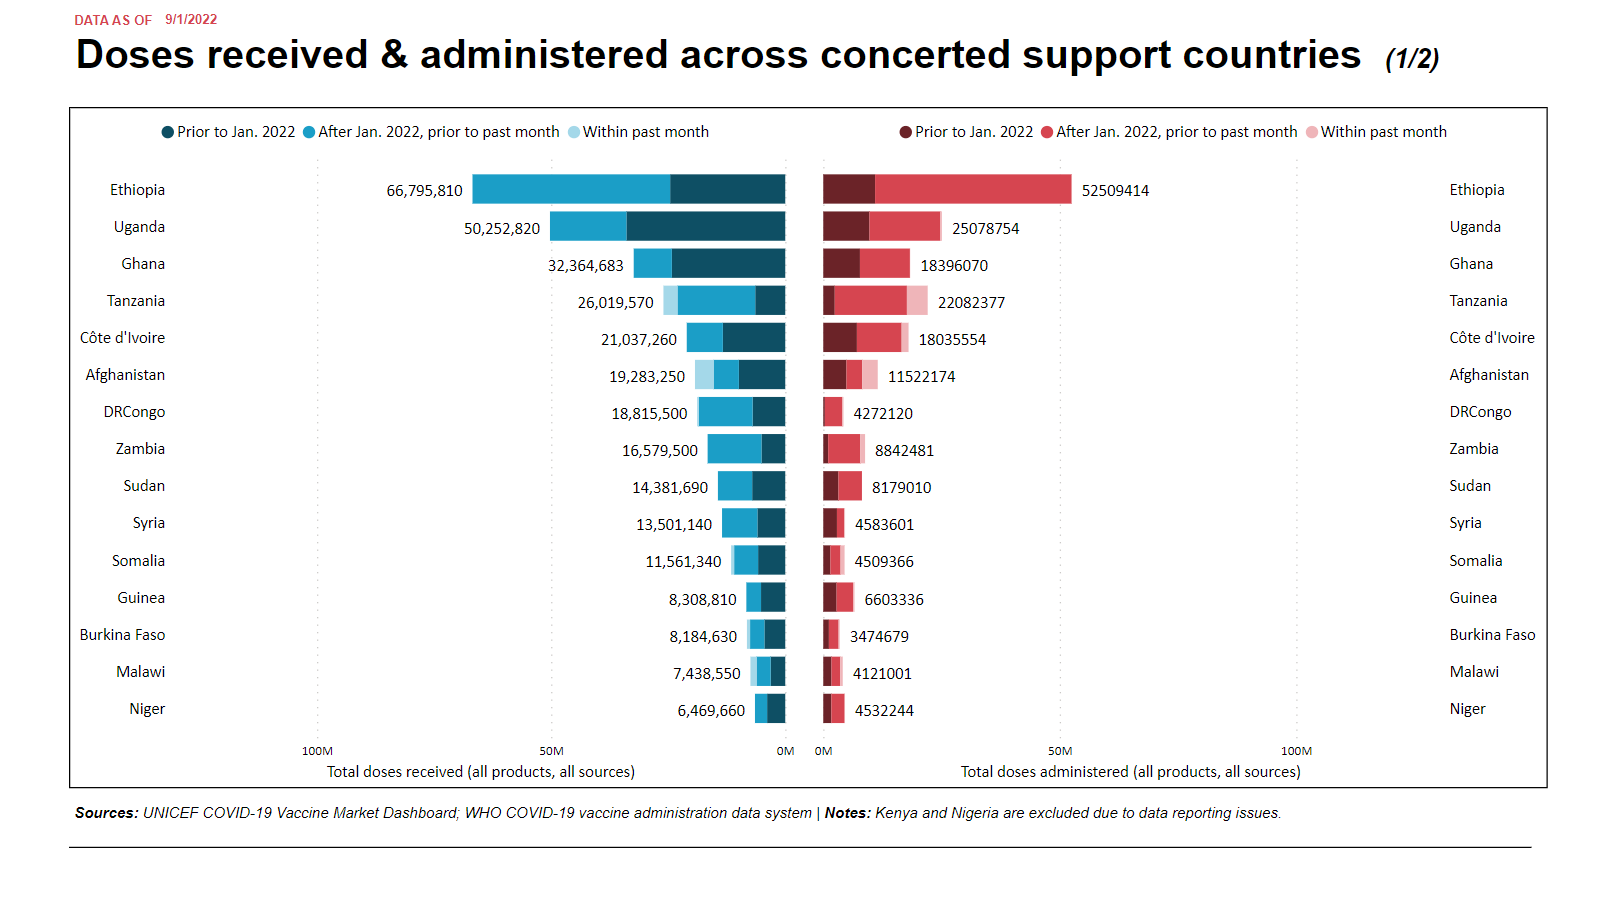 DATA AS OF 9/1/2022
Doses received & administered across concerted support countries (1/2)
Prior to Jan. 2022 After Jan. 2022, prior to past month Within past month
Prior to Jan. 2022 After Jan. 2022, prior to past month Within past month
Ethiopia 66,795,810 52509414 Ethiopia
Uganda 50,252,820 25078754 Uganda
Ghana 32,364,683 18396070 Ghana
Tanzania 26,019,570 22082377 Tanzania
Côte d'Ivoire 21,037,260 18035554 Côte d'Ivoire
Afghanistan 19,283,250 11522174 Afghanistan
DRCongo 18,815,500 4272120 DRCongo
Zambia 16,579,500 8842481 Zambia
Sudan 14,381,690 8179010 Sudan
Syria 13,501,140 4583601 Syria
Somalia 11,561,340 4509366 Somalia
Guinea 8,308,810 6603336 Guinea
Burkina Faso 8,184,630 3474679 Burkina Faso
Malawi 7,438,550 4121001 Malawi
Niger 6,469,660 4532244 Niger
100M 50M 0M 0M 50M 100M
Total doses received (all products, all sources) Total doses administered (all products, all sources)
Sources: UNICEF COVID-19 Vaccine Market Dashboard; WHO COVID-19 vaccine administration data system | Notes: Kenya and Nigeria are excluded due to data reporting issues.